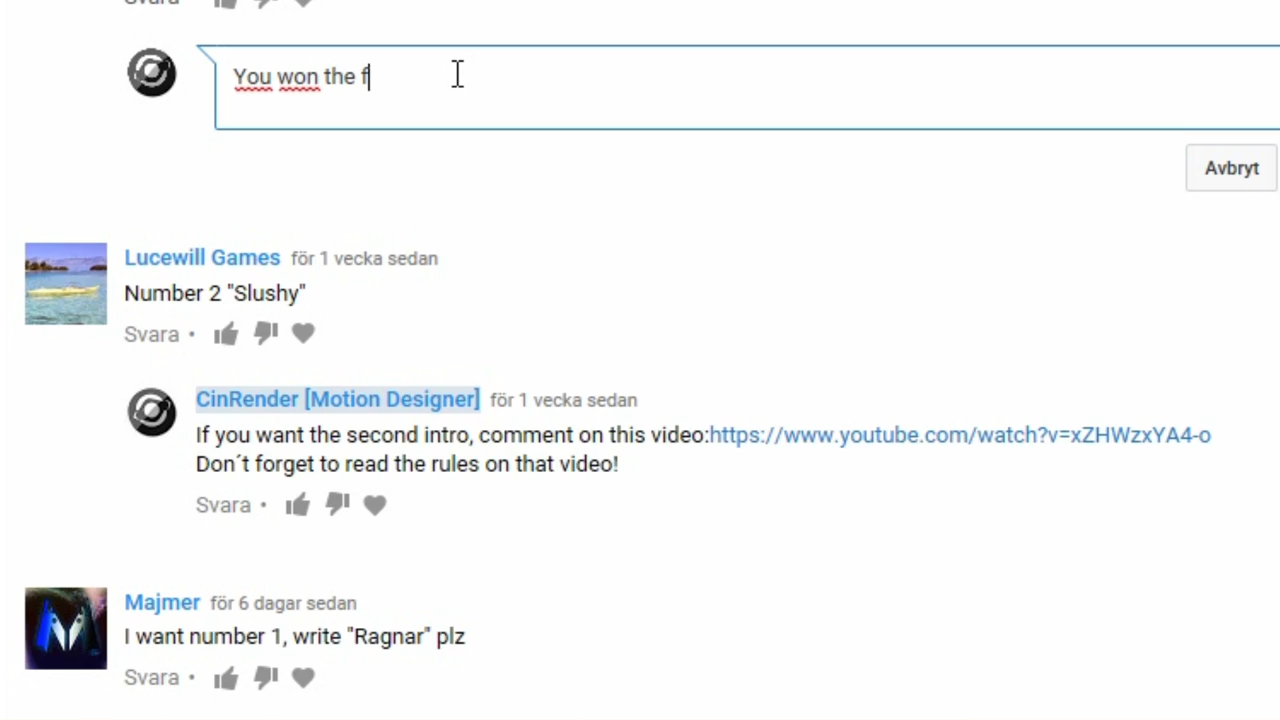 Svara
You won the f
Avbryt
Lucewill Games för 1 vecka sedan
Number 2 "Slushy"
Svara •
CinRender [Motion Designer] för 1 vecka sedan
If you want the second intro, comment on this video:https://www.youtube.com/watch?v=xZHWzxYA4-o
Don´t forget to read the rules on that video!
Svara •
Majmer för 6 dagar sedan
I want number 1, write "Ragnar" plz
Svara •